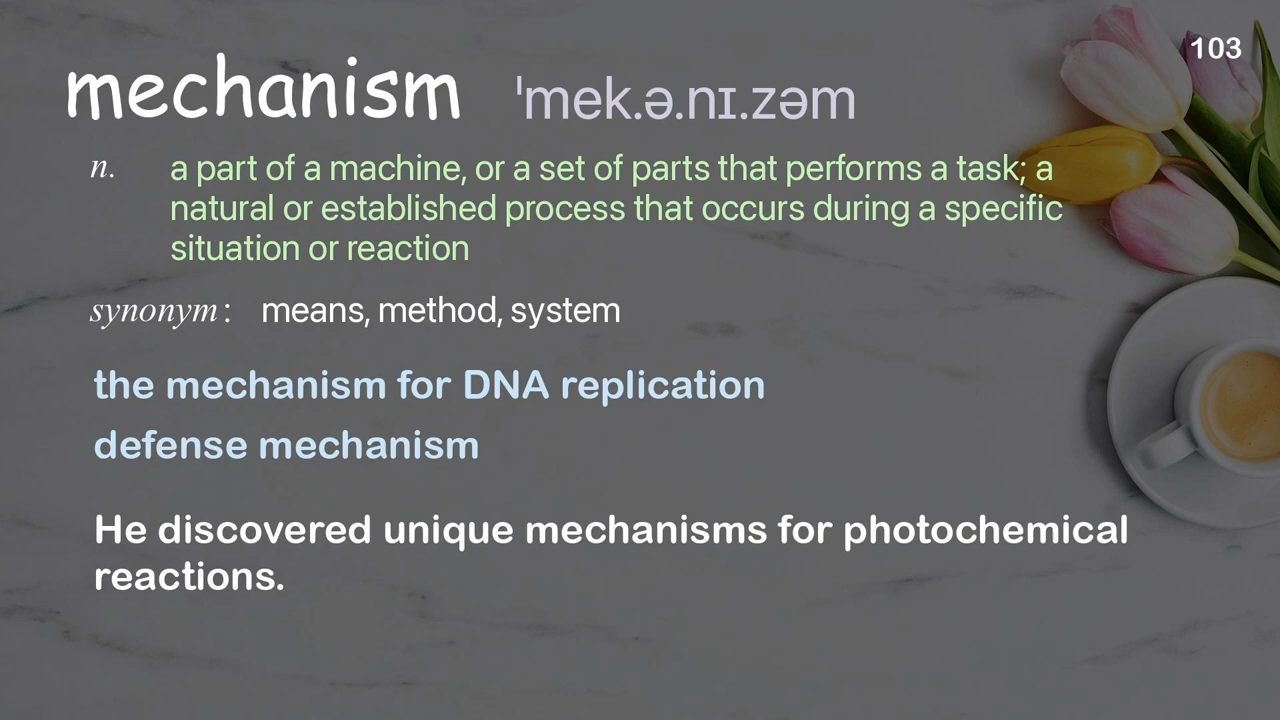 103
mechanism ˈmek.ə.nɪ.zəm
n. a part of a machine, or a set of parts that performs a task; a
natural or established process that occurs during a specific
situation or reaction
synonym: means, method, system
the mechanism for DNA replication
defense mechanism
He discovered unique mechanisms for photochemical
reactions.